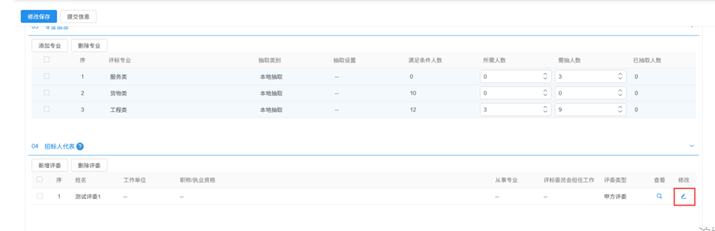 修改保存 提交信息
03 专业信息
添加专业 删除专业
序 评标专业 抽取类别 抽取设置 满足条件人数 所需人数 需抽人数 已抽取人数
1 服务类 本地抽取 -- 0 0 3 0
2 货物类 本地抽取 -- 10 0 0 0
3 工程类 本地抽取 -- 12 3 9 0
04 招标人代表 ?
新增评委 删除评委
序 姓名 工作单位 职称/执业资格 从事专业 评标委员会担任工作 评委类型 查看 修改
1 测试评委1 -- -- -- -- 甲方评委